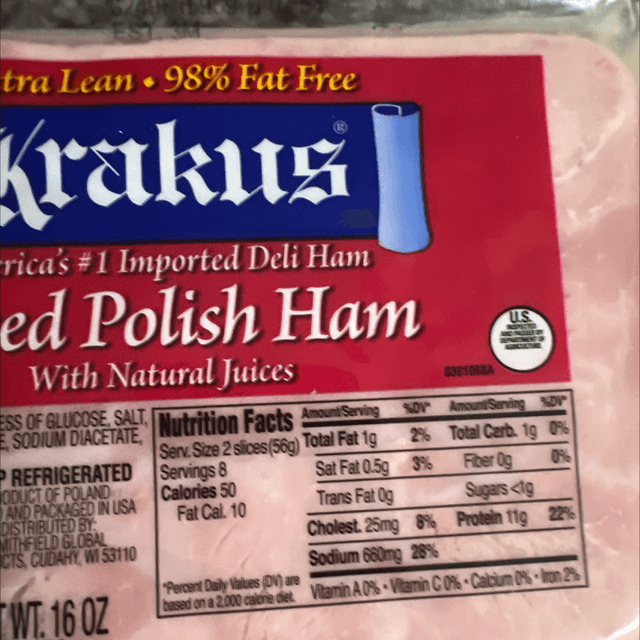 tra Lean • 98% Fat Free
Krakus®
rica's #1 Imported Deli Ham
ed Polish Ham
With Natural Juices
U.S.
INSPECTED
AND PASSED BY
DEPARTMENT OF
AGRICULTURE
ESS OF GLUCOSE, SALT,
E, SODIUM DIACETATE,
P REFRIGERATED
ODUCT OF POLAND
AND PACKAGED IN USA
DISTRIBUTED BY:
MITHFIELD GLOBAL
CTS, CUDAHY, WI 53110
T WT. 16 OZ
Nutrition Facts
Serv. Size 2 slices (56g)
Servings 8
Calories 50
Fat Cal. 10
*Percent Daily Values (DV) are
based on a 2,000 calorie diet.
Amount/Serving %DV* Amount/Serving %DV*
Total Fat 1g 2% Total Carb. 1g 0%
Sat Fat 0.5g 3% Fiber 0g 0%
Trans Fat 0g Sugars <1g
Cholest. 25mg 8% Protein 11g 22%
Sodium 660mg 28%
Vitamin A 0% • Vitamin C 0% • Calcium 0% • Iron 2%